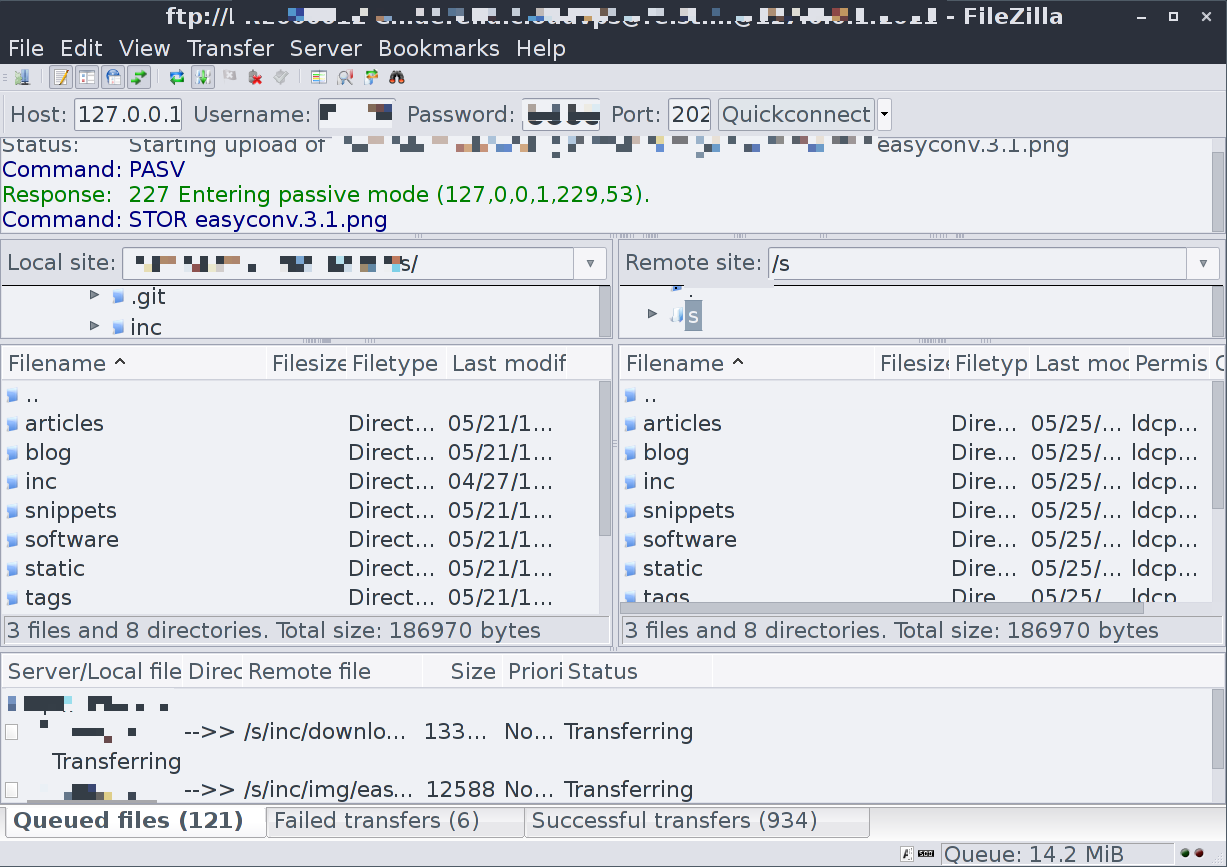 ftp:// - FileZilla
File Edit View Transfer Server Bookmarks Help
Host: 127.0.0.1 Username: Password: Port: 202 Quickconnect
Status: Starting upload of easyconv.3.1.png
Command: PASV
Response: 227 Entering passive mode (127,0,0,1,229,53).
Command: STOR easyconv.3.1.png
Local site: s/ Remote site: /s
.git
inc s
Filename Filesize Filetype Last modif Filename Filesize Filetyp Last mod Permis
.. ..
articles Direct... 05/21/1... articles Dire... 05/25/... ldcp...
blog Direct... 05/21/1... blog Dire... 05/25/... ldcp...
inc Direct... 04/27/1... inc Dire... 05/25/... ldcp...
snippets Direct... 05/21/1... snippets Dire... 05/25/... ldcp...
software Direct... 05/21/1... software Dire... 05/25/... ldcp...
static Direct... 05/21/1... static Dire... 05/25/... ldcp...
tags Direct... 05/21/1... tags Dire... 05/25/... ldcp...
3 files and 8 directories. Total size: 186970 bytes 3 files and 8 directories. Total size: 186970 bytes
Server/Local file Direc Remote file Size Priori Status
-->> /s/inc/downlo... 133... No... Transferring
Transferring
-->> /s/inc/img/eas... 12588 No... Transferring
Queued files (121) Failed transfers (6) Successful transfers (934)
Queue: 14.2 MiB